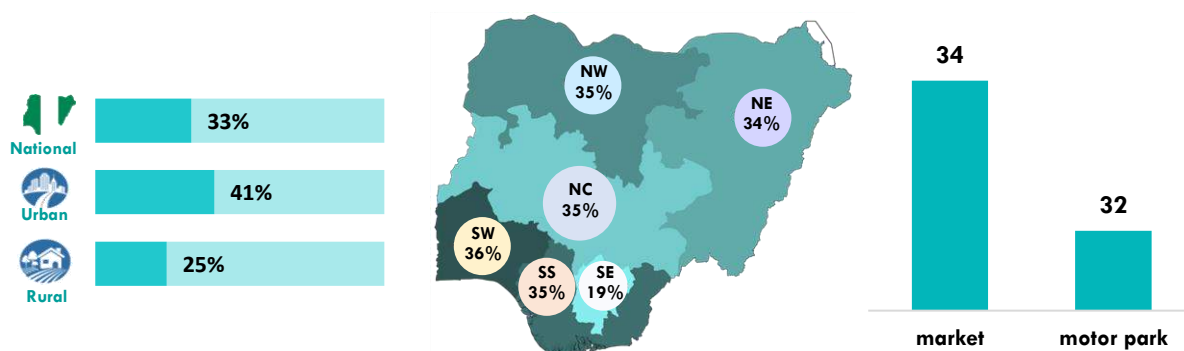 33%
National
41%
Urban
25%
Rural
NW
35%
NE
34%
NC
35%
SW
36%
SS
35%
SE
19%
34
32
market
motor park